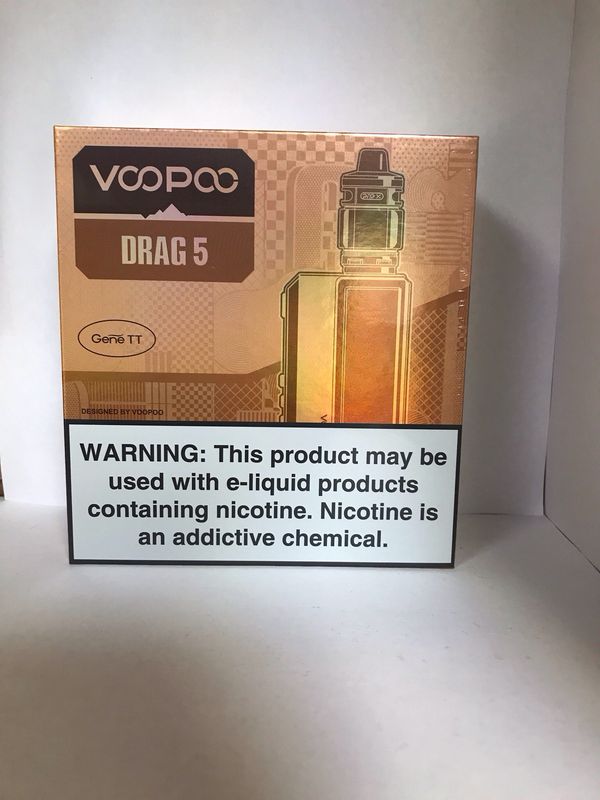 VOOPOO
DRAG 5
Gene TT
DESIGNED BY VOOPOO
WARNING: This product may be
used with e-liquid products
containing nicotine. Nicotine is
an addictive chemical.